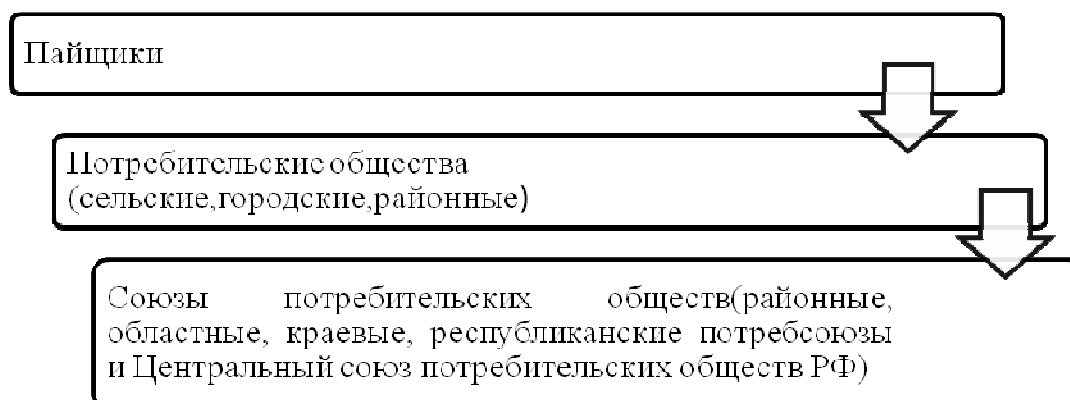 Пайщики
Потребительские общества
(сельские,городские,районные)
Союзы потребительских обществ(районные,
областные, краевые, республиканские потребсоюзы
и Центральный союз потребительских обществ РФ)